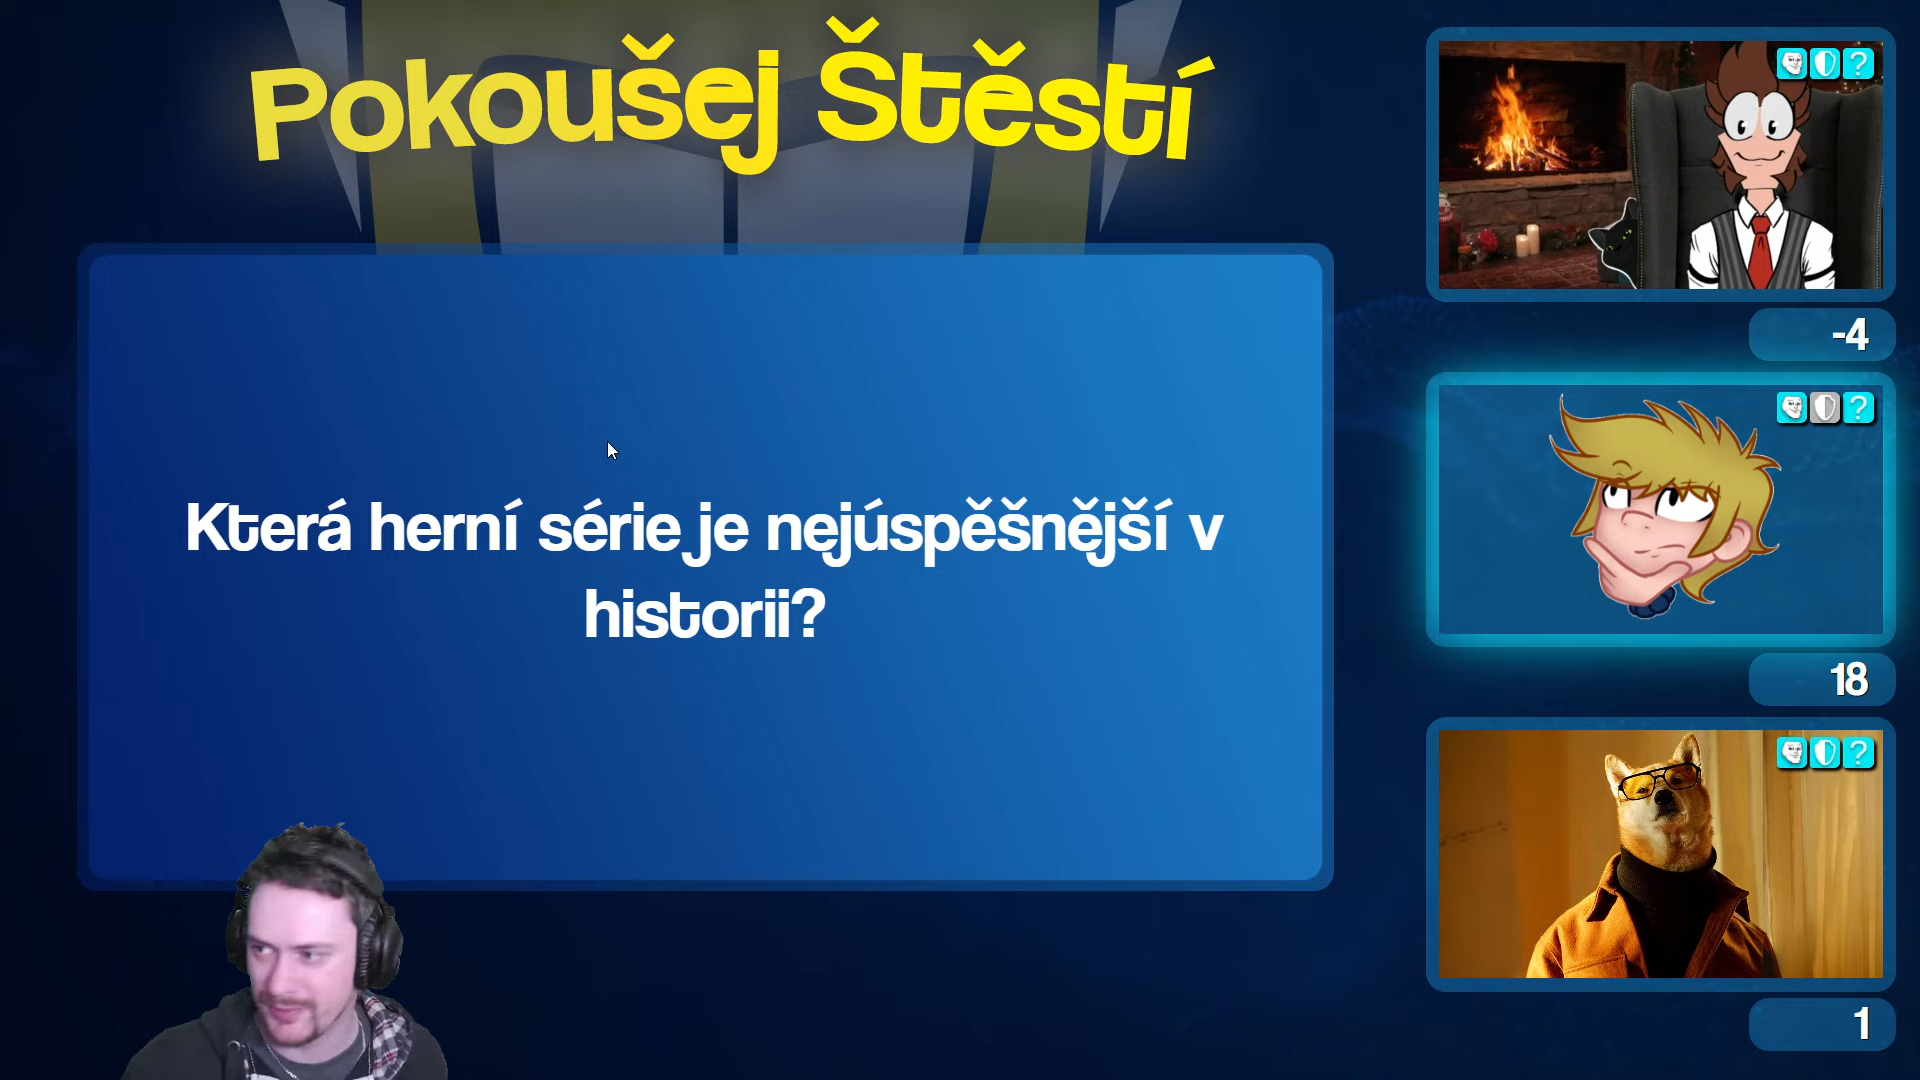 Pokoušej Štěstí
Která herní série je nejúspěšnější v
historii?
?
-4
?
18
?
1